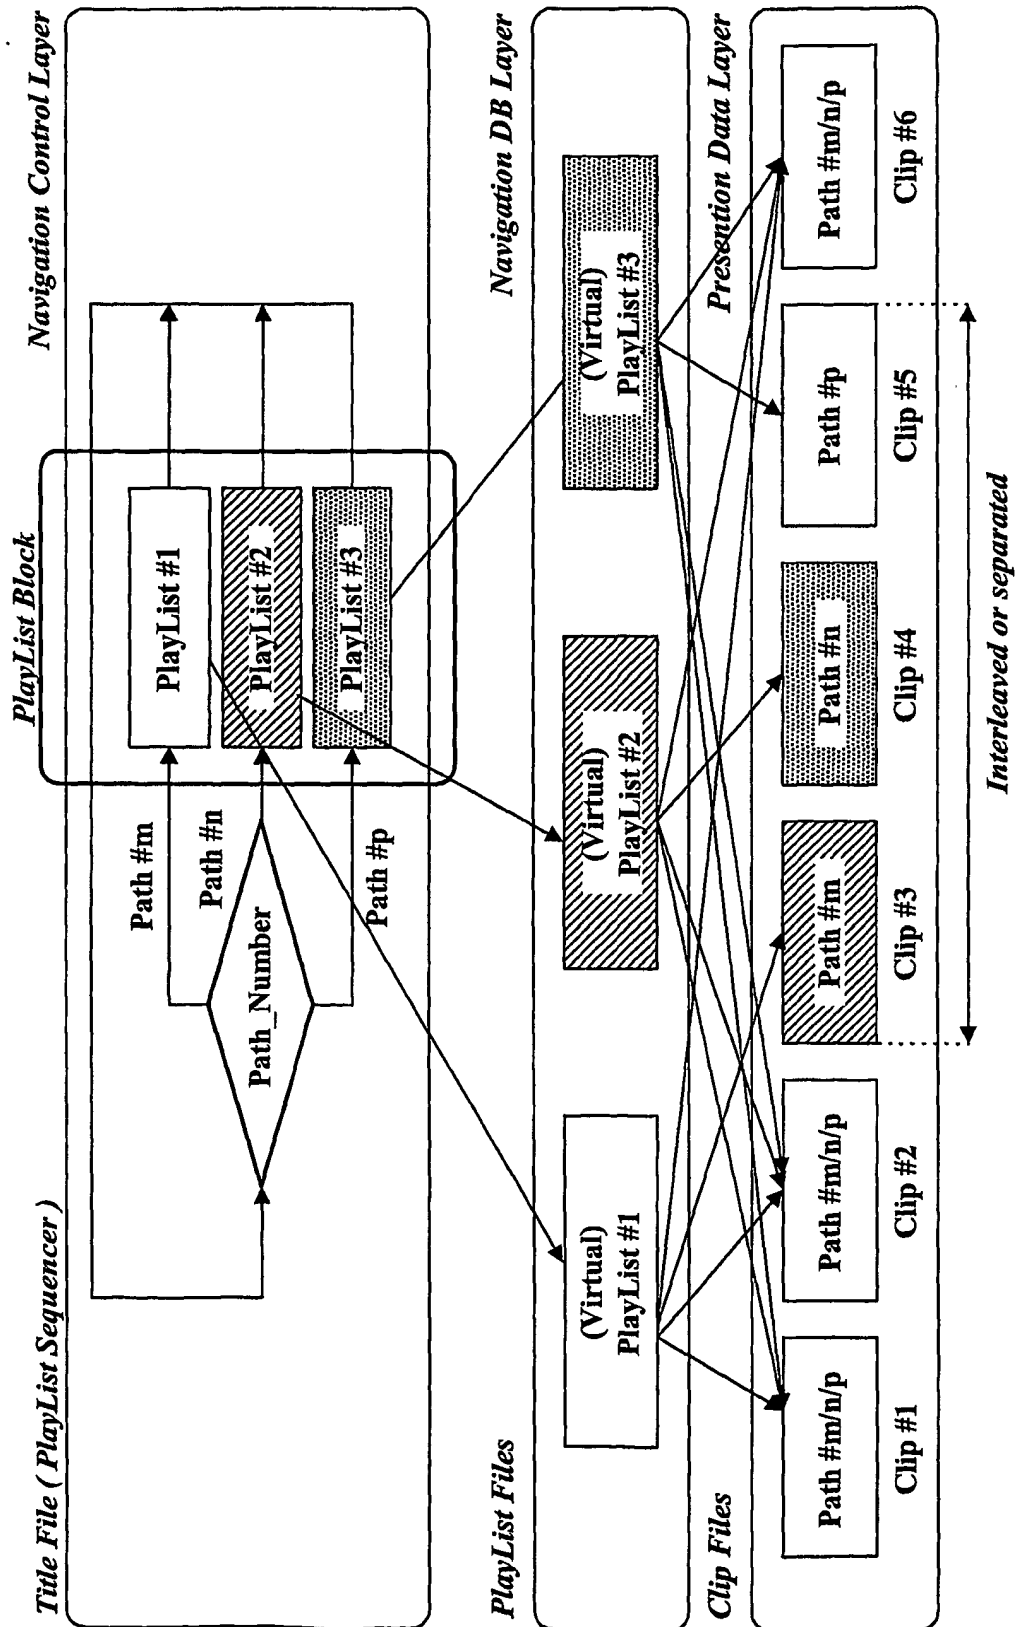 Title File ( PlayList Sequencer )
PlayList Block
Navigation Control Layer
Path_Number
Path #m
Path #n
Path #p
PlayList #1
PlayList #2
PlayList #3
PlayList Files
Navigation DB Layer
(Virtual)
PlayList #1
(Virtual)
PlayList #2
(Virtual)
PlayList #3
Clip Files
Presention Data Layer
Path #m/n/p
Path #m/n/p
Path #m
Path #n
Path #p
Path #m/n/p
Clip #1
Clip #2
Clip #3
Clip #4
Clip #5
Clip #6
Interleaved or separated